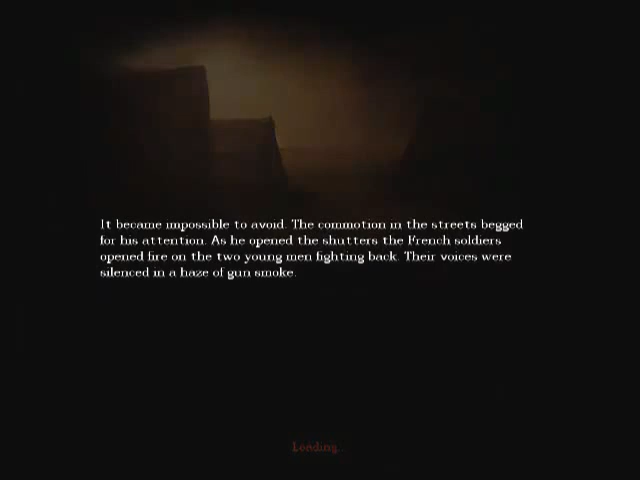 It became impossible to avoid. The commotion in the streets begged
for his attention. As he opened the shutters the French soldiers
opened fire on the two young men fighting back. Their voices were
silenced in a haze of gun smoke.
Loading...